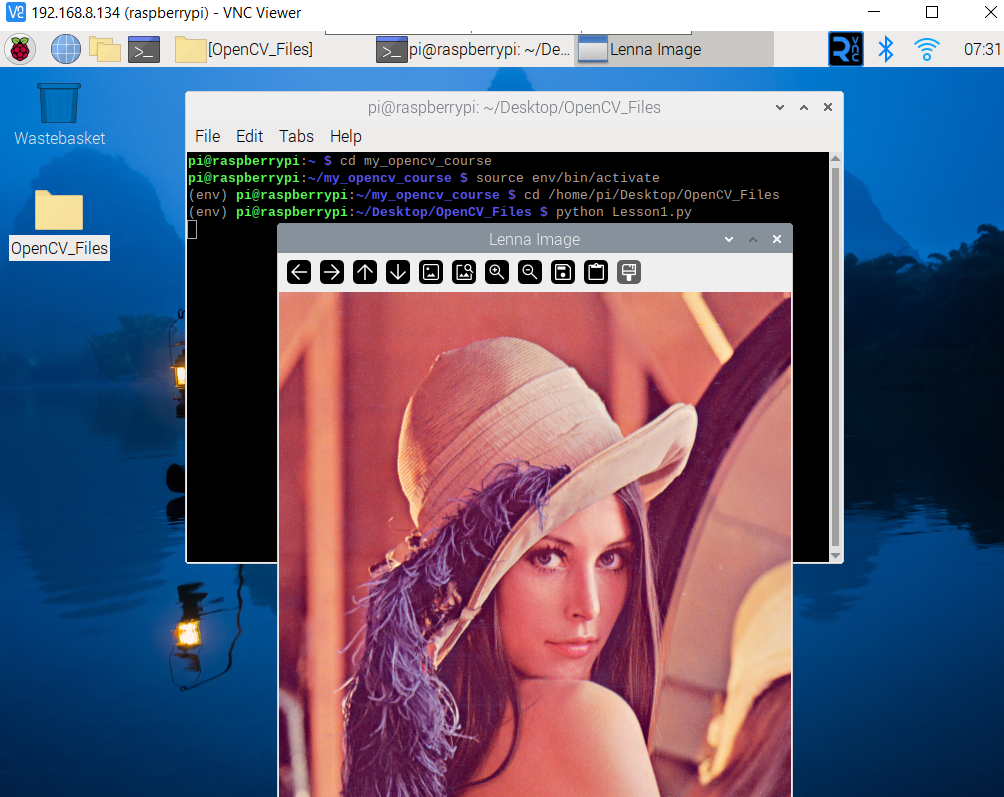 192.168.8.134 (raspberrypi) - VNC Viewer
[OpenCV_Files]
pi@raspberrypi: ~/De...
Lenna Image
07:31
Wastebasket
OpenCV_Files
pi@raspberrypi: ~/Desktop/OpenCV_Files
File Edit Tabs Help
pi@raspberrypi:~ $ cd my_opencv_course
pi@raspberrypi:~/my_opencv_course $ source env/bin/activate
(env) pi@raspberrypi:~/my_opencv_course $ cd /home/pi/Desktop/OpenCV_Files
(env) pi@raspberrypi:~/Desktop/OpenCV_Files $ python Lesson1.py
Lenna Image